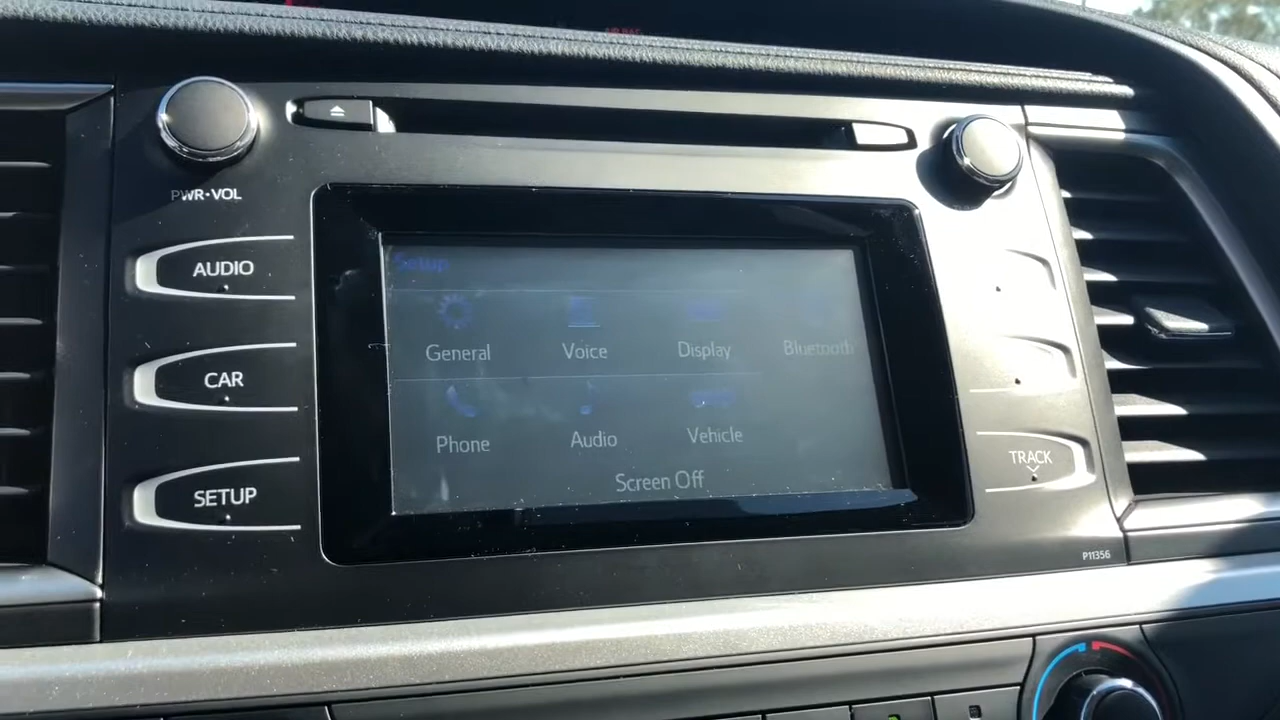 PWR•VOL
AUDIO
CAR
SETUP
Setup
General Voice Display Bluetooth
Phone Audio Vehicle
Screen Off
TRACK
P11356